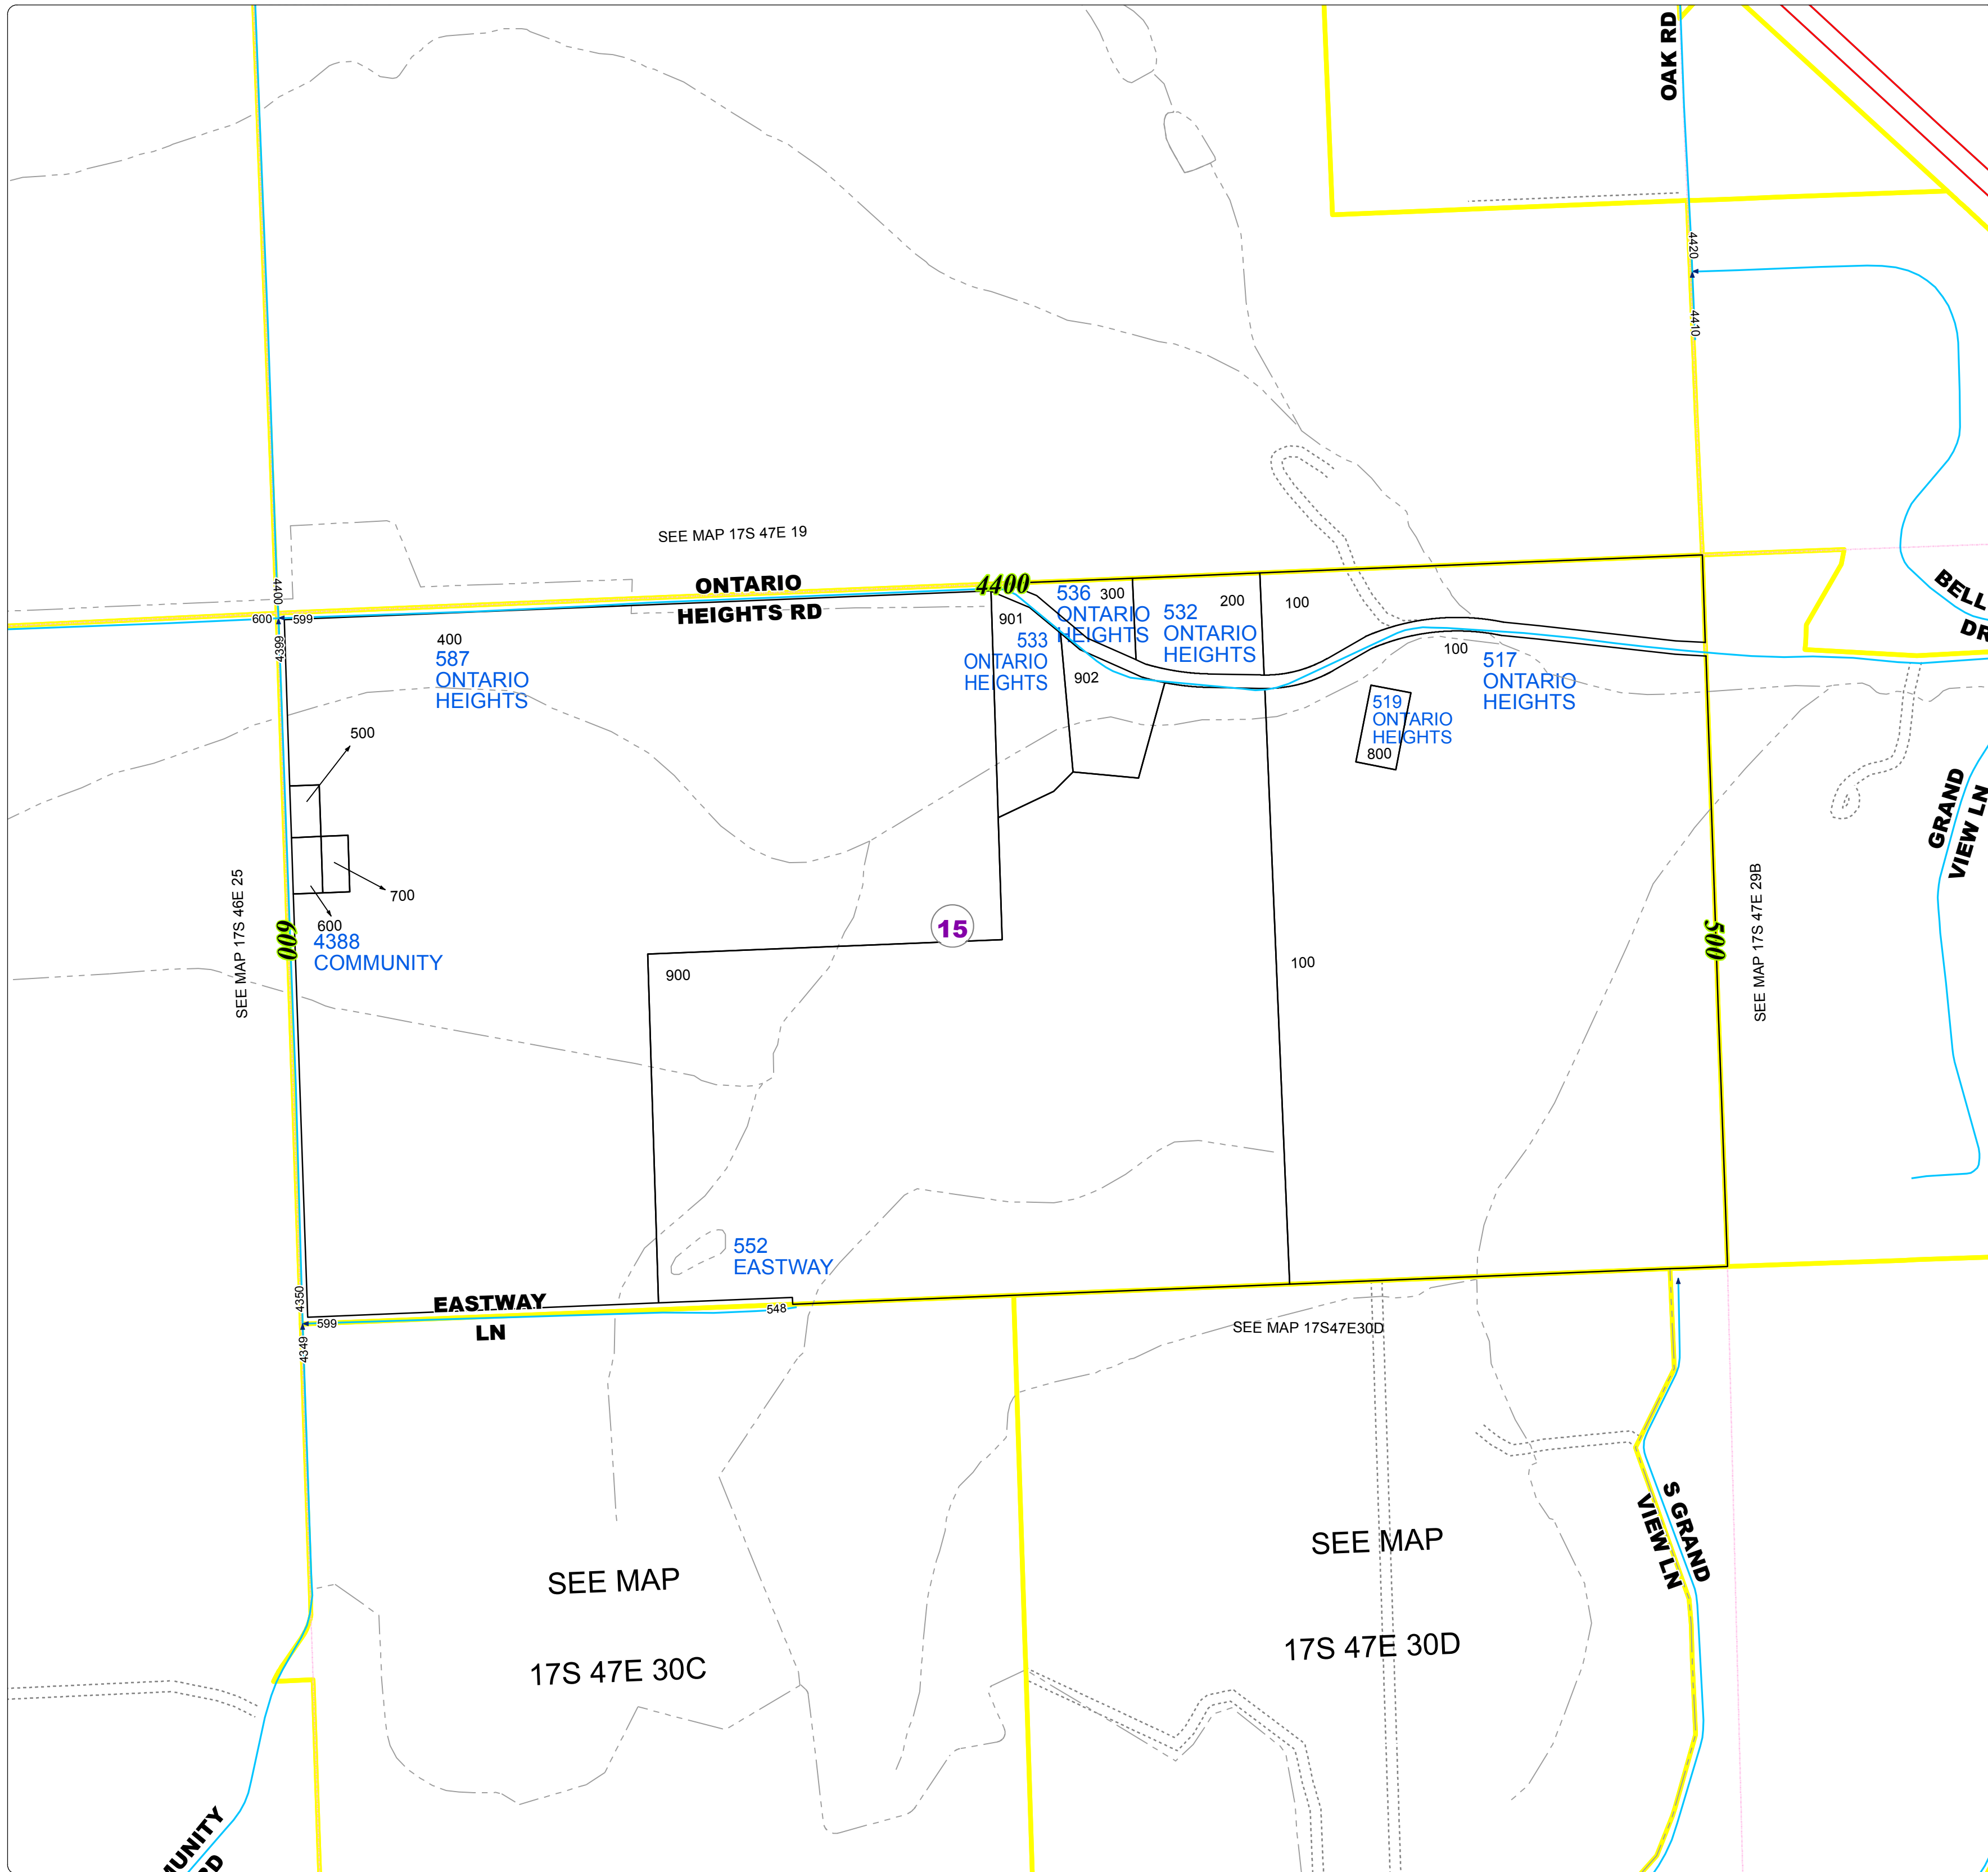 OAK RD
4420
4410
SEE MAP 17S 47E 19
4400
ONTARIO
HEIGHTS RD
4400
600
599
4399
400
587
ONTARIO
HEIGHTS
901
533
ONTARIO
HEIGHTS
536
ONTARIO
HEIGHTS
300
902
532
ONTARIO
HEIGHTS
200
100
100
517
ONTARIO
HEIGHTS
519
ONTARIO
HEIGHTS
800
BELL
DR
GRAND
VIEW LN
500
700
600
4388
COMMUNITY
SEE MAP 17S 46E 25
600
15
900
100
500
SEE MAP 17S 47E 29B
552
EASTWAY
4350
EASTWAY
LN
599
548
4349
SEE MAP 17S47E30D
SEE MAP
17S 47E 30C
SEE MAP
17S 47E 30D
S GRAND
VIEW LN
MUNITY
RD